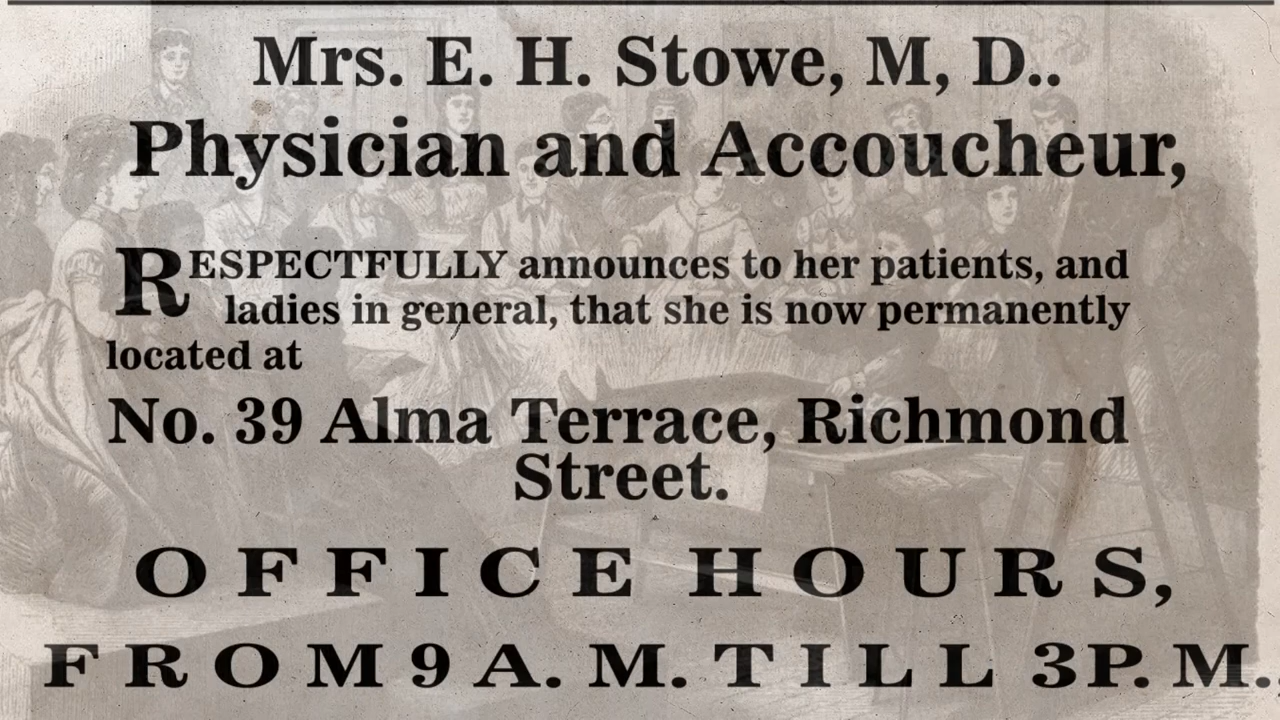 Mrs. E. H. Stowe, M, D..
Physician and Accoucheur,
RESPECTFULLY announces to her patients, and
ladies in general, that she is now permanently
located at
No. 39 Alma Terrace, Richmond
Street.
OFFICE HOURS,
FROM 9 A. M. TILL 3P. M..